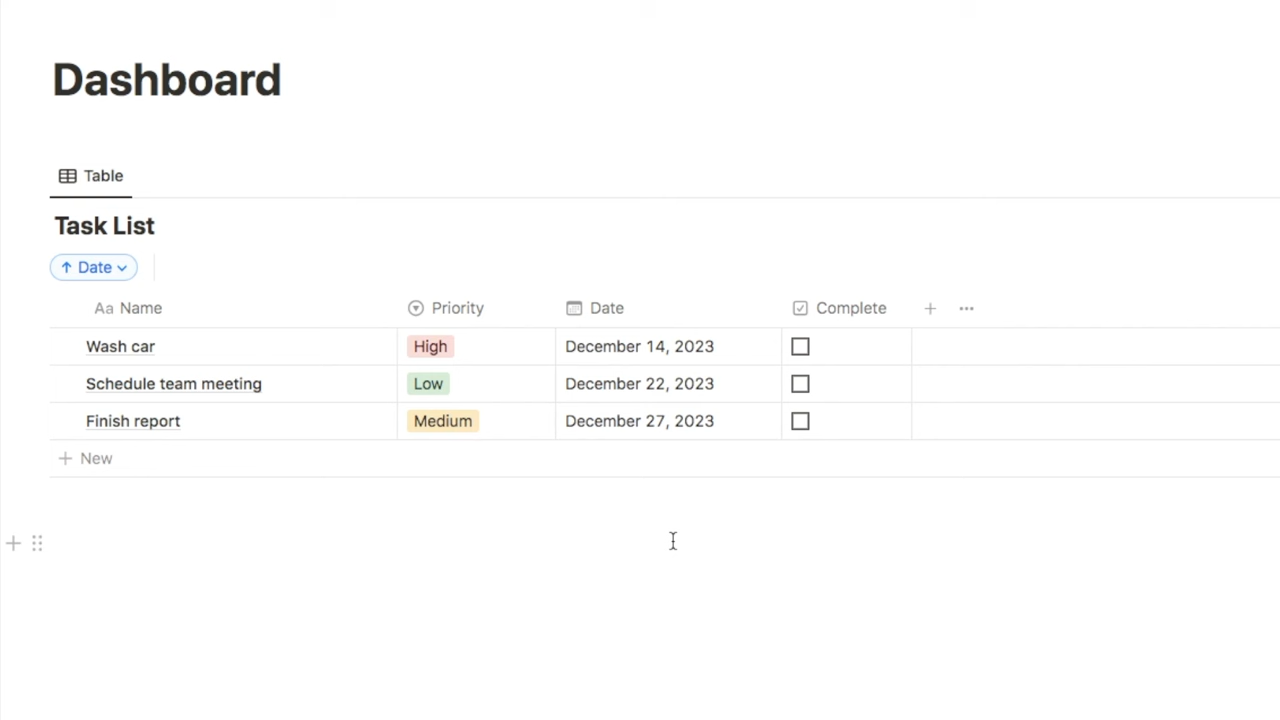 Dashboard
Table
Task List
Date
Aa Name Priority Date Complete
Wash car High December 14, 2023
Schedule team meeting Low December 22, 2023
Finish report Medium December 27, 2023
New